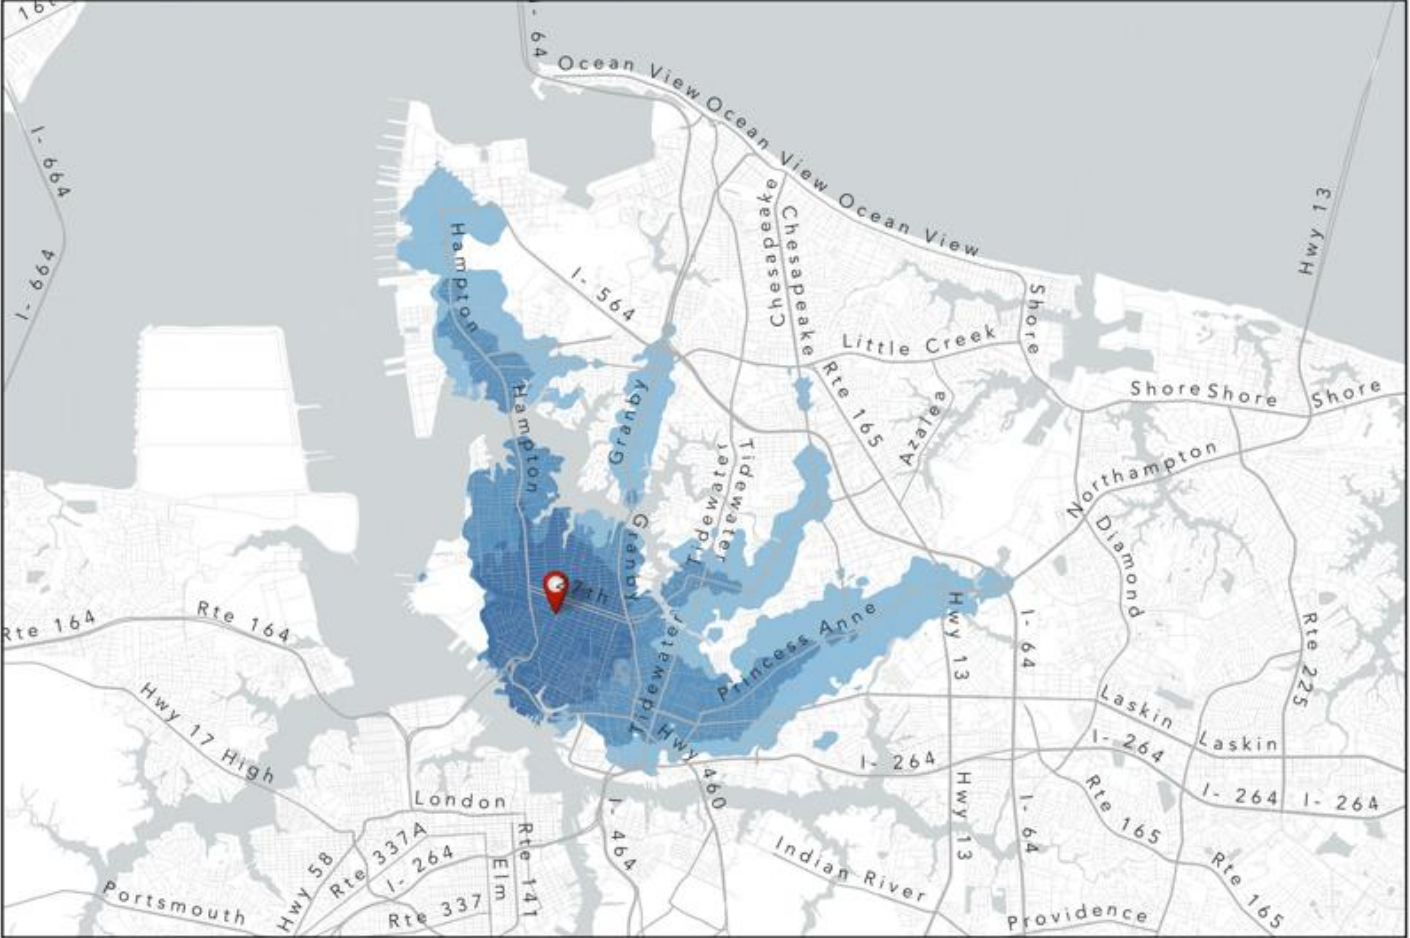 16t
I- 64
Ocean View
Ocean View
Ocean View
I- 664
I- 664
Hwy 13
Chesapeake
Chesapeake
Hampton
I- 564
Little Creek
Shore
Shore
Shore
Shore
Hampton
Granby
Rte 165
Azalea
Tidewater
Tidewater
Northampton
Granby
Diamond
27th
Rte 164
Rte 164
Princess Anne
Hwy 13
I- 64
Rte 225
Tidewater
Hwy 17 High
Laskin
Laskin
Hwy 460
I- 264
I- 264
I- 264
I- 264
London
I- 464
Hwy 13
I- 64
Rte 165
Rte 337A
I- 264
Hwy 58
Elm
Rte 141
Rte 337
Portsmouth
Indian River
Rte 165
Providence